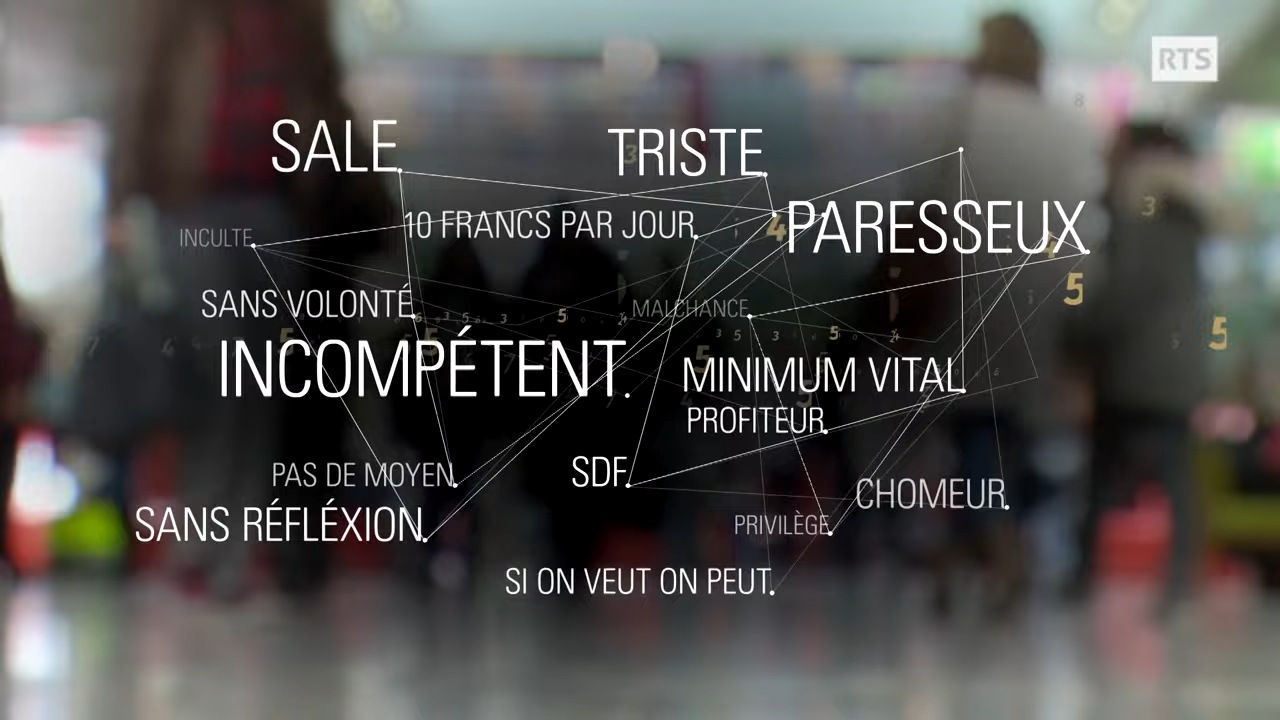 RTS
SALE
TRISTE
PARESSEUX
10 FRANCS PAR JOUR
INCULTE
SANS VOLONTÉ
MALCHANCE
INCOMPÉTENT
MINIMUM VITAL
PROFITEUR
PAS DE MOYEN
SDF
CHOMEUR
SANS RÉFLÉXION
PRIVILÈGE
SI ON VEUT ON PEUT